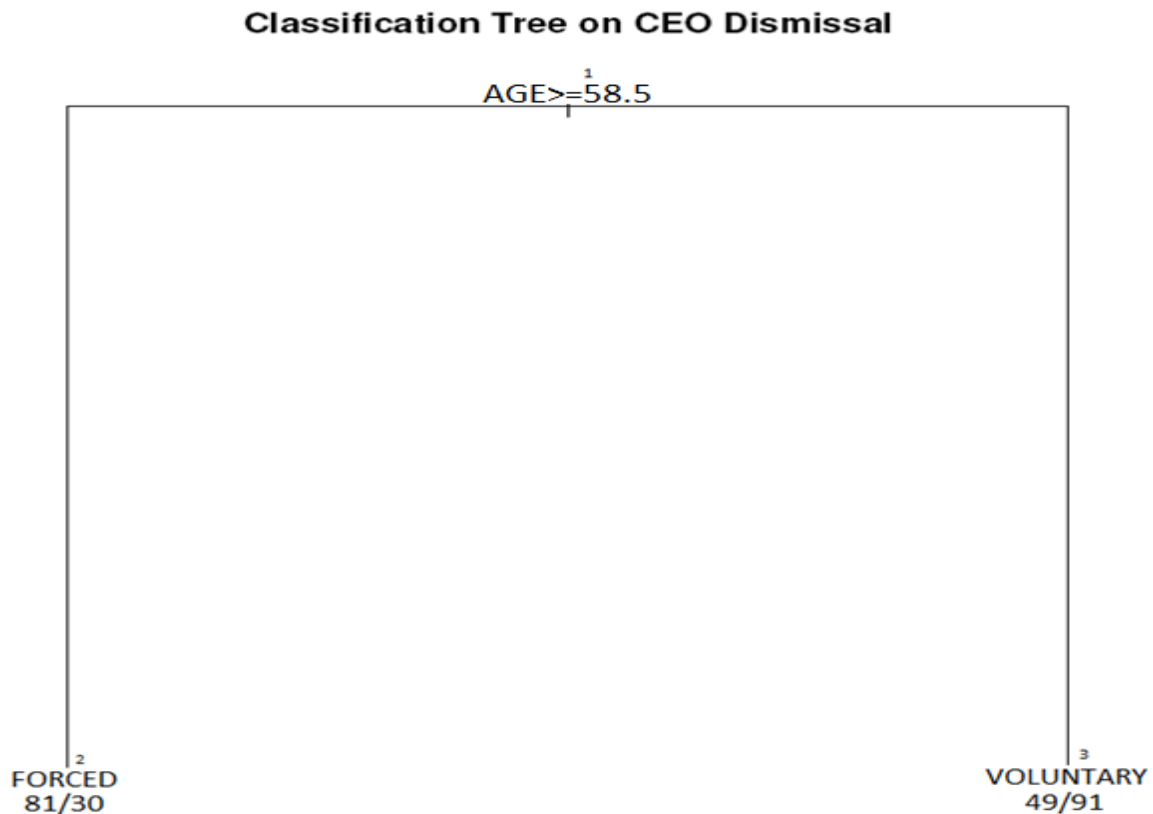 Classification Tree on CEO Dismissal
1
AGE>=58.5
2
FORCED
81/30
3
VOLUNTARY
49/91